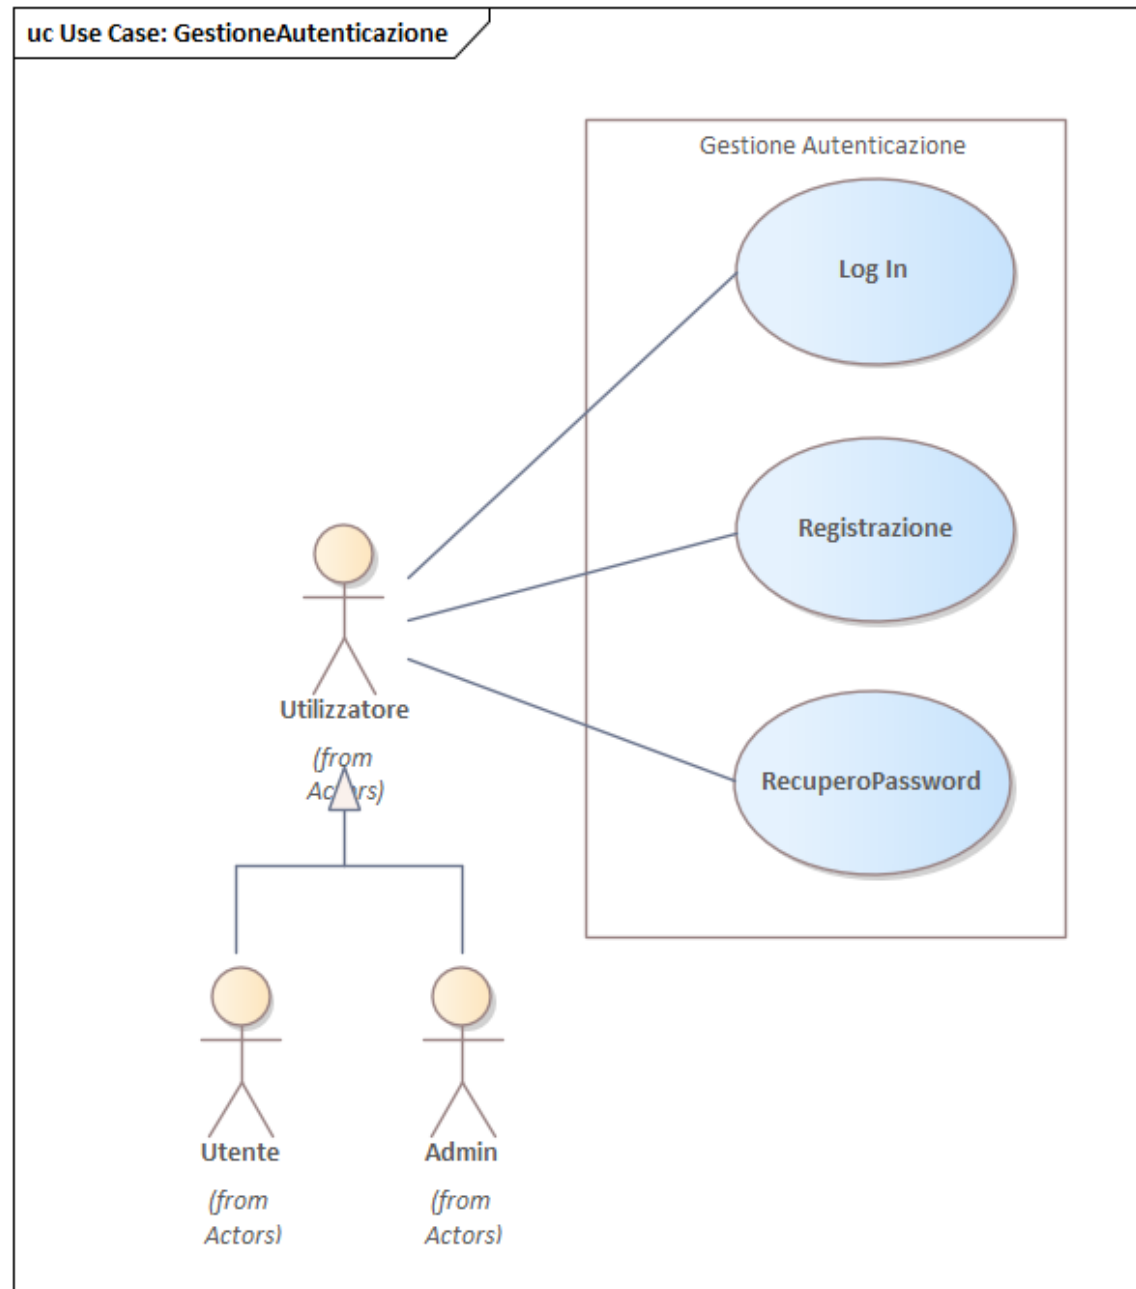 uc Use Case: GestioneAutenticazione
Gestione Autenticazione
Log In
Registrazione
RecuperoPassword
Utilizzatore
(from
Actors)
Utente
(from
Actors)
Admin
(from
Actors)